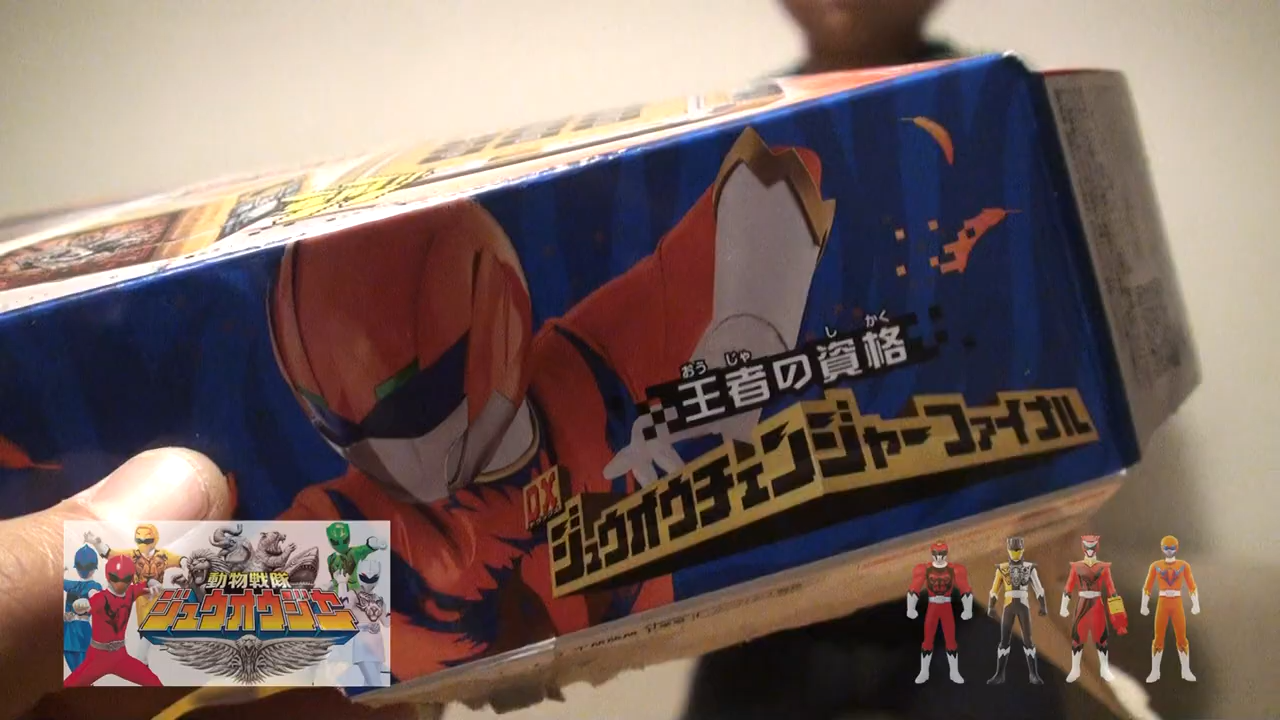 おうじゃ しかく
王者の資格
DX
ジュウオウチェンジャーファイナル
動物戦隊
ジュウオウジャー